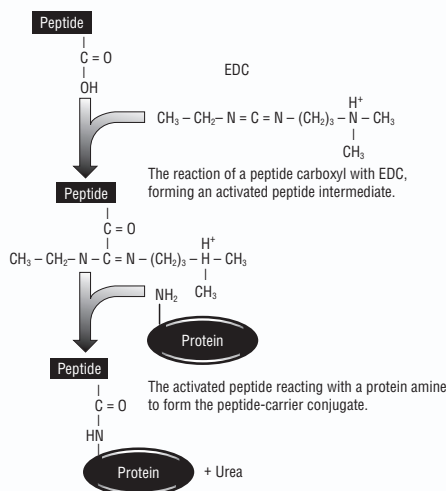 Peptide
C = O
OH
EDC
H+
CH3 – CH2– N = C = N – (CH2)3 – N – CH3
CH3
The reaction of a peptide carboxyl with EDC,
forming an activated peptide intermediate.
Peptide
C = O
H+
CH3 – CH2– N – C = N – (CH2)3 – H – CH3
NH2
CH3
Protein
Peptide
The activated peptide reacting with a protein amine
to form the peptide-carrier conjugate.
C = O
HN
Protein + Urea